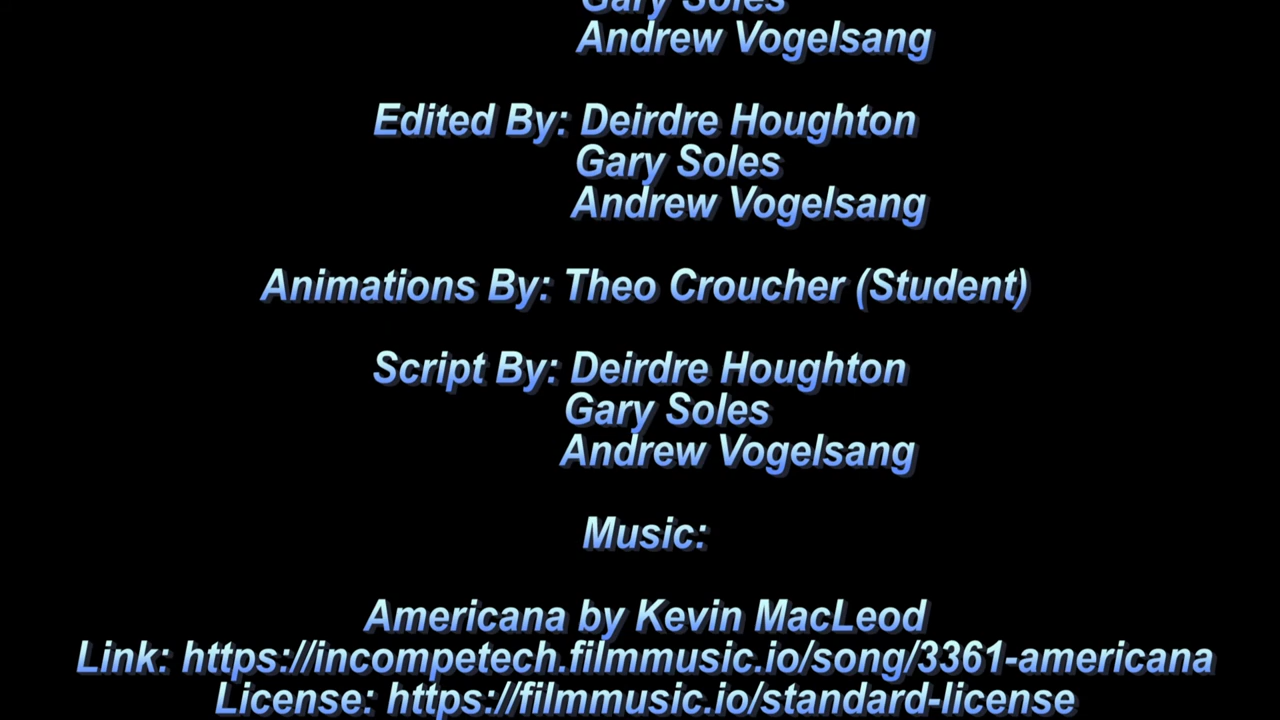 Gary Soles
Andrew Vogelsang
Edited By: Deirdre Houghton
Gary Soles
Andrew Vogelsang
Animations By: Theo Croucher (Student)
Script By: Deirdre Houghton
Gary Soles
Andrew Vogelsang
Music:
Americana by Kevin MacLeod
Link: https://incompetech.filmmusic.io/song/3361-americana
License: https://filmmusic.io/standard-license